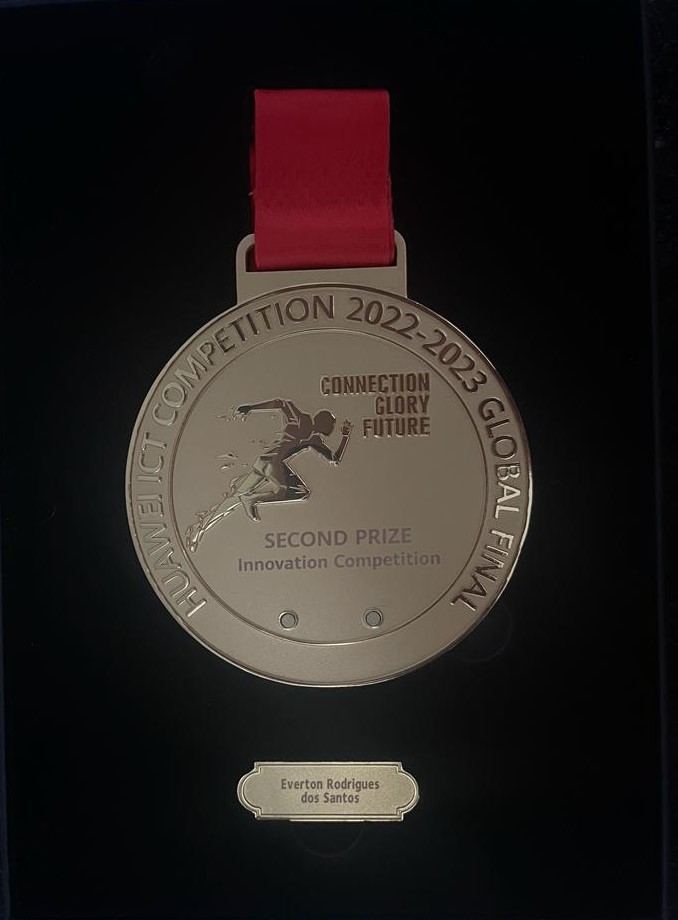 HUAWEI ICT COMPETITION 2022-2023 GLOBAL FINAL
CONNECTION
GLORY
FUTURE
SECOND PRIZE
Innovation Competition
Everton Rodrigues
dos Santos